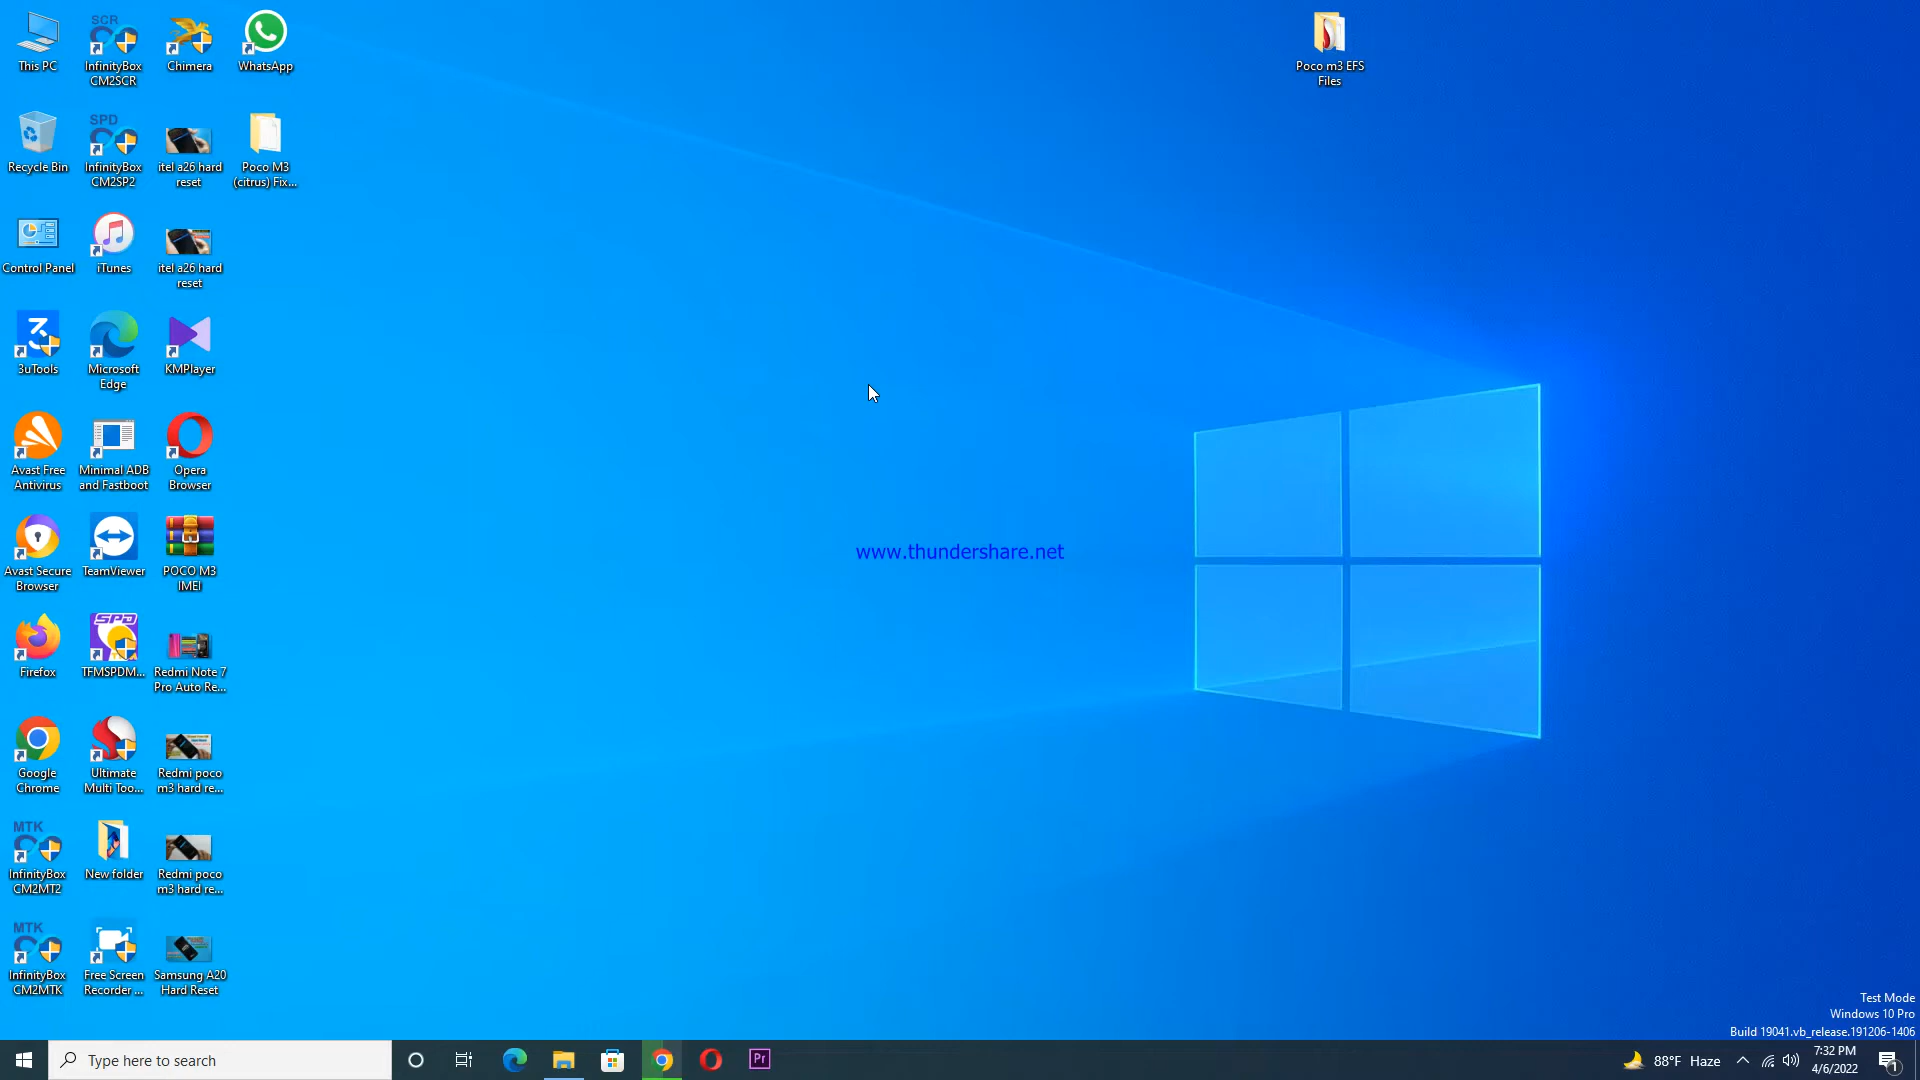 This PC
SCR
InfinityBox
CM2SCR
Chimera
WhatsApp
Poco m3 EFS
Files
Recycle Bin
SPD
InfinityBox
CM2SP2
itel a26 hard
reset
Poco M3
(citrus) Fix...
Control Panel
iTunes
itel a26 hard
reset
3uTools
Microsoft
Edge
KMPlayer
Avast Free
Antivirus
Minimal ADB
and Fastboot
Opera
Browser
www.thundershare.net
Avast Secure
Browser
TeamViewer
POCO M3
IMEI
Firefox
SPD
TFMSPDM...
Redmi Note 7
Pro Auto Re...
Google
Chrome
Ultimate
Multi Too...
Redmi poco
m3 hard re...
MTK
InfinityBox
CM2MT2
New folder
Redmi poco
m3 hard re...
MTK
InfinityBox
CM2MTK
Free Screen
Recorder ...
Samsung A20
Hard Reset
Test Mode
Windows 10 Pro
Build 19041.vb_release.191206-1406
Type here to search
Pr
88°F Haze
7:32 PM
4/6/2022
1